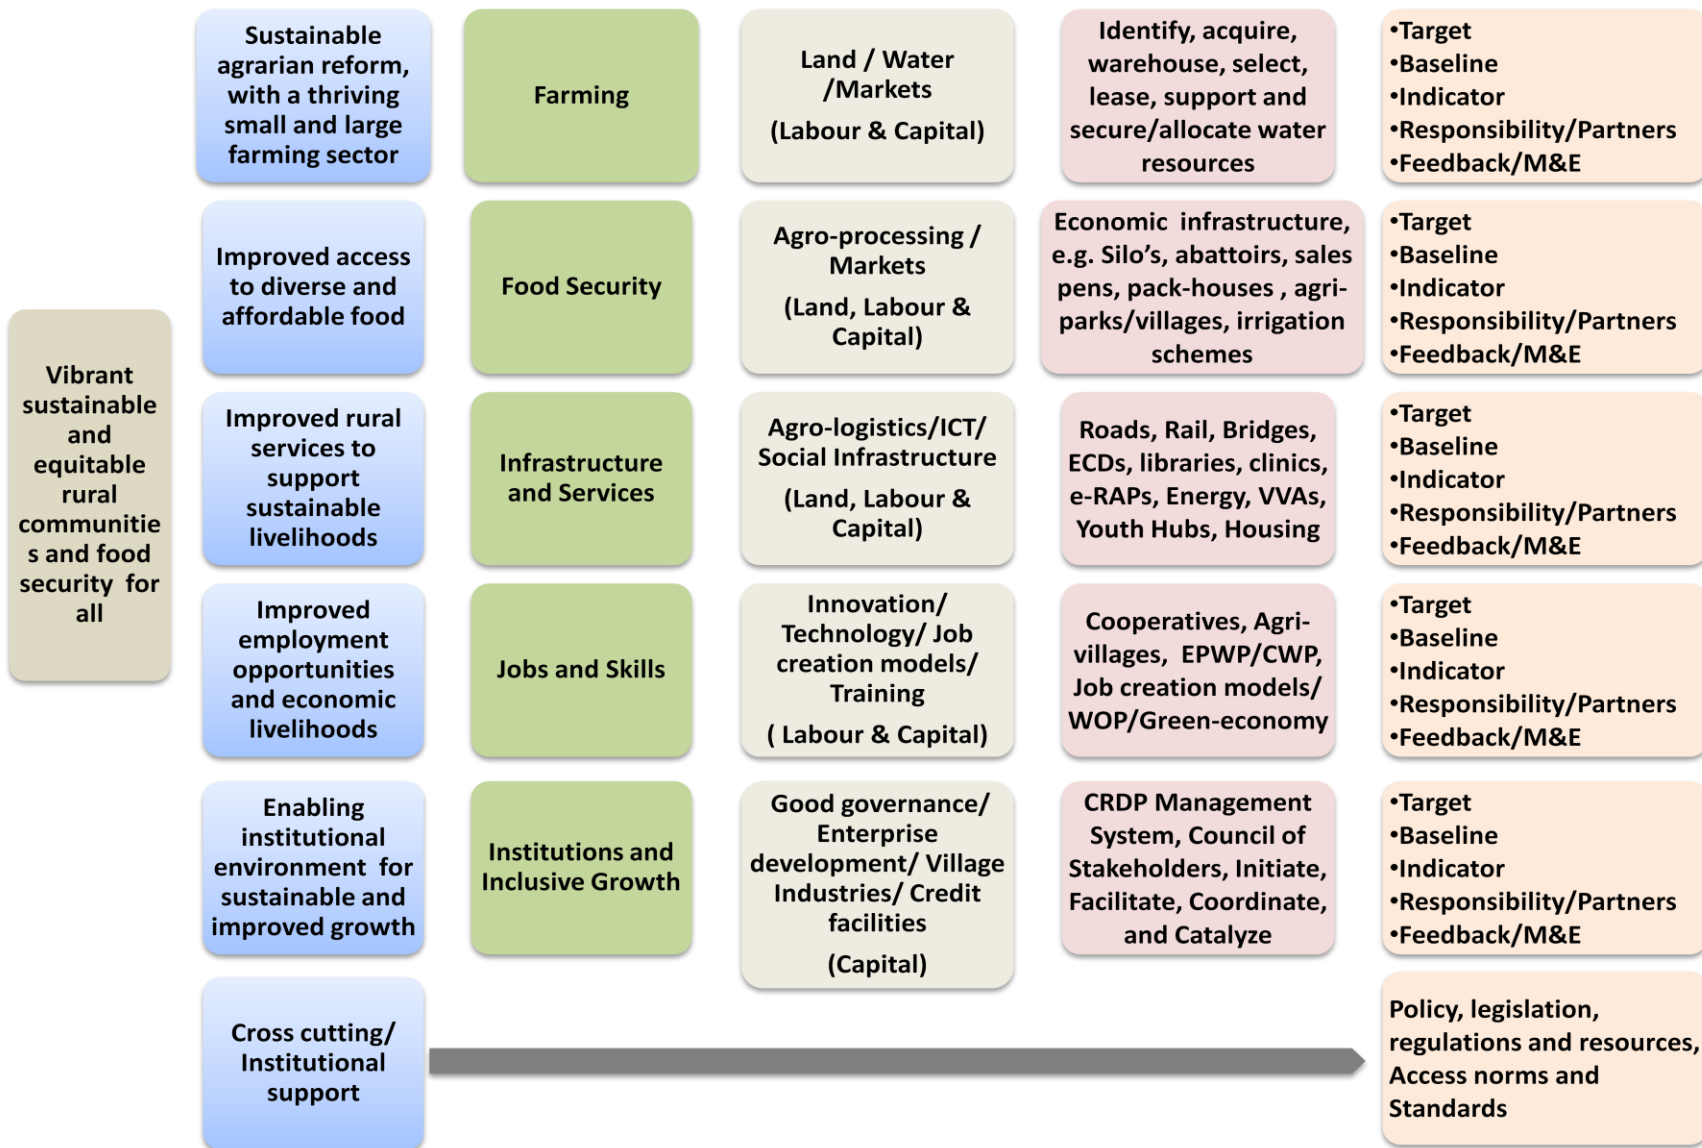 Vibrant
sustainable
and
equitable
rural
communitie
s and food
security for
all
Sustainable
agrarian reform,
with a thriving
small and large
farming sector
Farming
Land / Water
/Markets
(Labour & Capital)
Identify, acquire,
warehouse, select,
lease, support and
secure/allocate water
resources
•Target
•Baseline
•Indicator
•Responsibility/Partners
•Feedback/M&E
Improved access
to diverse and
affordable food
Food Security
Agro-processing /
Markets
(Land, Labour &
Capital)
Economic infrastructure,
e.g. Silo’s, abattoirs, sales
pens, pack-houses , agri-
parks/villages, irrigation
schemes
•Target
•Baseline
•Indicator
•Responsibility/Partners
•Feedback/M&E
Improved rural
services to
support
sustainable
livelihoods
Infrastructure
and Services
Agro-logistics/ICT/
Social Infrastructure
(Land, Labour &
Capital)
Roads, Rail, Bridges,
ECDs, libraries, clinics,
e-RAPs, Energy, VVAs,
Youth Hubs, Housing
•Target
•Baseline
•Indicator
•Responsibility/Partners
•Feedback/M&E
Improved
employment
opportunities
and economic
livelihoods
Jobs and Skills
Innovation/
Technology/ Job
creation models/
Training
( Labour & Capital)
Cooperatives, Agri-
villages, EPWP/CWP,
Job creation models/
WOP/Green-economy
•Target
•Baseline
•Indicator
•Responsibility/Partners
•Feedback/M&E
Enabling
institutional
environment for
sustainable and
improved growth
Institutions and
Inclusive Growth
Good governance/
Enterprise
development/ Village
Industries/ Credit
facilities
(Capital)
CRDP Management
System, Council of
Stakeholders, Initiate,
Facilitate, Coordinate,
and Catalyze
•Target
•Baseline
•Indicator
•Responsibility/Partners
•Feedback/M&E
Cross cutting/
Institutional
support
Policy, legislation,
regulations and resources,
Access norms and
Standards